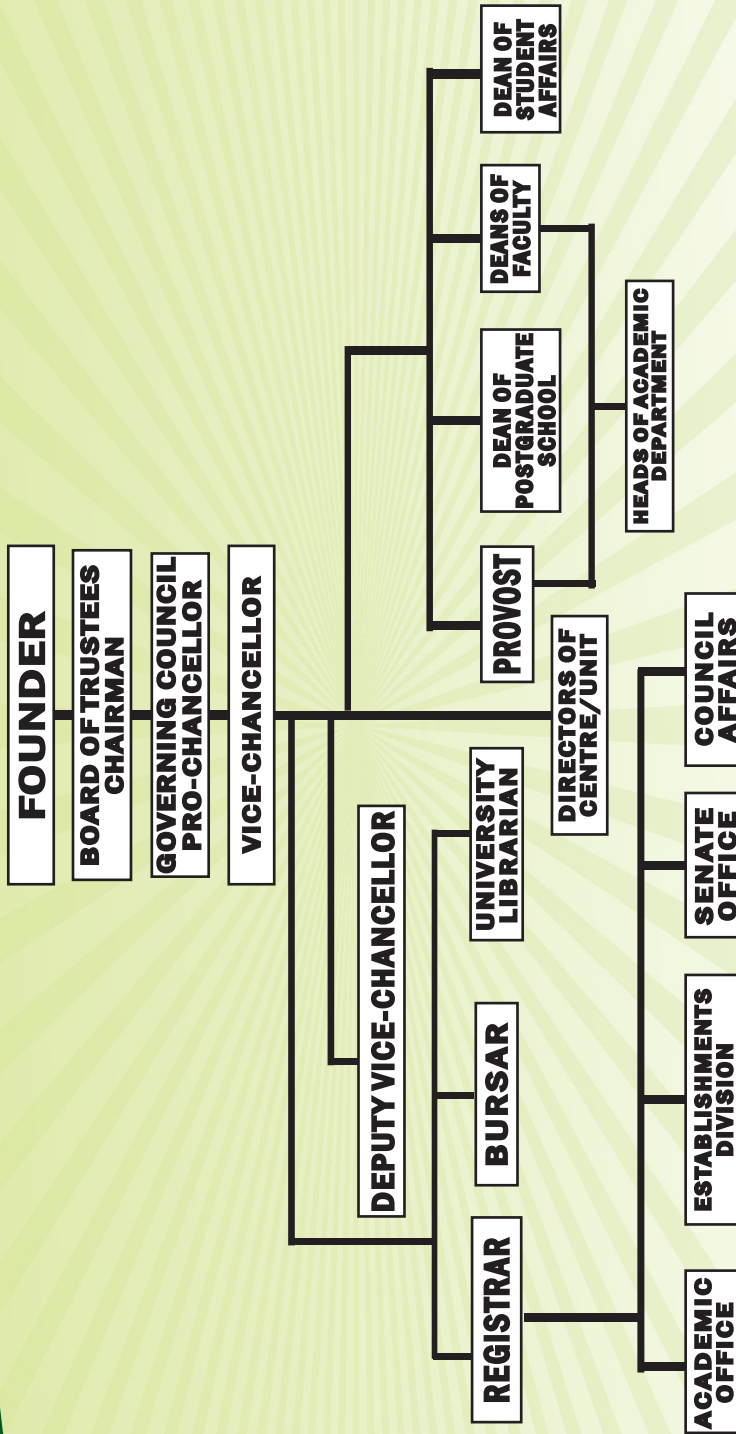 FOUNDER
BOARD OF TRUSTEES
CHAIRMAN
GOVERNING COUNCIL
PRO-CHANCELLOR
VICE-CHANCELLOR
DEPUTY VICE-CHANCELLOR
REGISTRAR
BURSAR
UNIVERSITY
LIBRARIAN
DIRECTORS OF
CENTRE/UNIT
PROVOST
DEAN OF
POSTGRADUATE
SCHOOL
DEANS OF
FACULTY
DEAN OF
STUDENT
AFFAIRS
HEADS OF ACADEMIC
DEPARTMENT
ACADEMIC
OFFICE
ESTABLISHMENTS
DIVISION
SENATE
OFFICE
COUNCIL
AFFAIRS